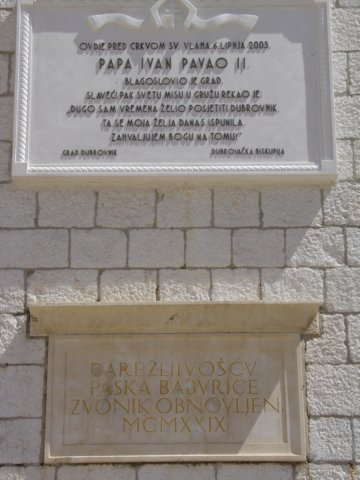 OVDJE PRED CRKVOM SV. VLAHA, 6. LIPNJA 2003.
PAPA IVAN PAVAO II.
BLAGOSLOVIO JE GRAD.
SLAVEĆI PAK SVETU MISU U GRUŽU REKAO JE:
"DUGO SAM VREMENA ŽELIO POSJETITI DUBROVNIK.
TA SE MOJA ŽELJA DANAS ISPUNILA.
ZAHVALJUJEM BOGU NA TOMU!"
GRAD DUBROVNIK DUBROVAČKA BISKUPIJA
DAREŽLJIVOŠĆV
PASKA BABVRICE
ZVONIK OBNOVLJEN
MCMXXIX